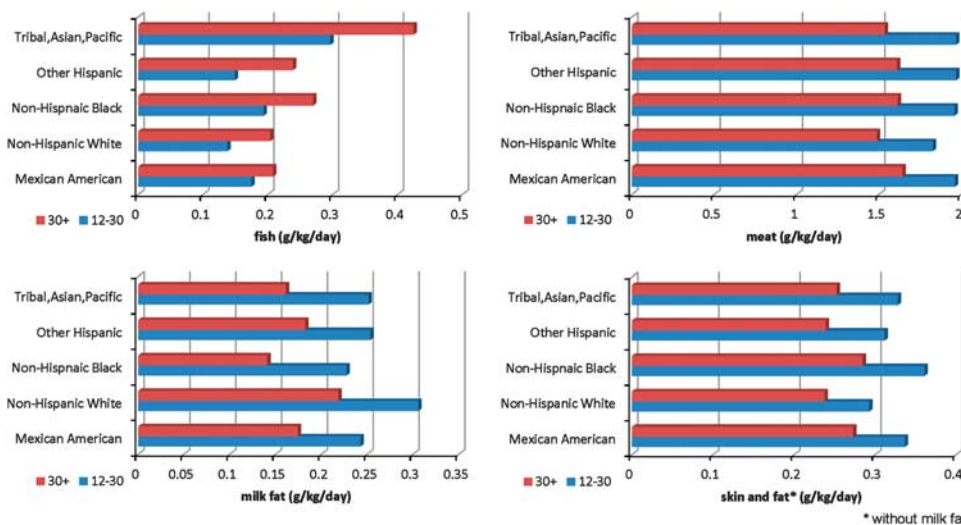 Tribal,Asian,Pacific
Other Hispanic
Non-Hispnaic Black
Non-Hispanic White
Mexican American
30+ 12-30
0 0.1 0.2 0.3 0.4 0.5
fish (g/kg/day)
Tribal,Asian,Pacific
Other Hispanic
Non-Hispnaic Black
Non-Hispanic White
Mexican American
30+ 12-30
0 0.5 1 1.5 2
meat (g/kg/day)
Tribal,Asian,Pacific
Other Hispanic
Non-Hispnaic Black
Non-Hispanic White
Mexican American
30+ 12-30
0 0.05 0.1 0.15 0.2 0.25 0.3 0.35
milk fat (g/kg/day)
Tribal,Asian,Pacific
Other Hispanic
Non-Hispnaic Black
Non-Hispanic White
Mexican American
30+ 12-30
0 0.1 0.2 0.3 0.4
skin and fat* (g/kg/day)
* without milk fa